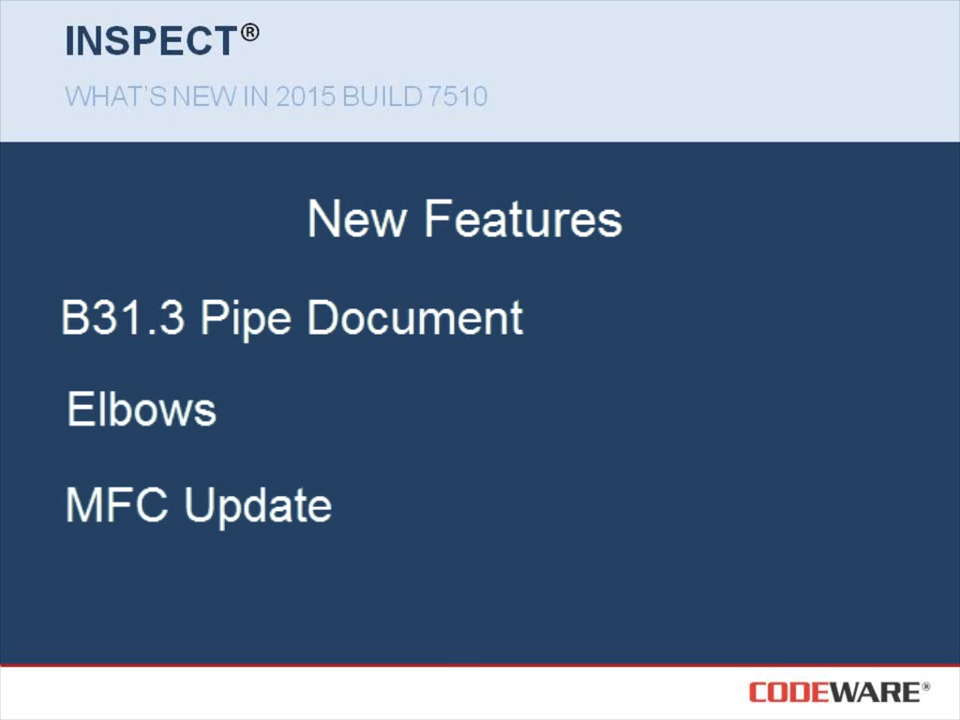 INSPECT®
WHAT'S NEW IN 2015 BUILD 7510
New Features
B31.3 Pipe Document
Elbows
MFC Update
CODEWARE®